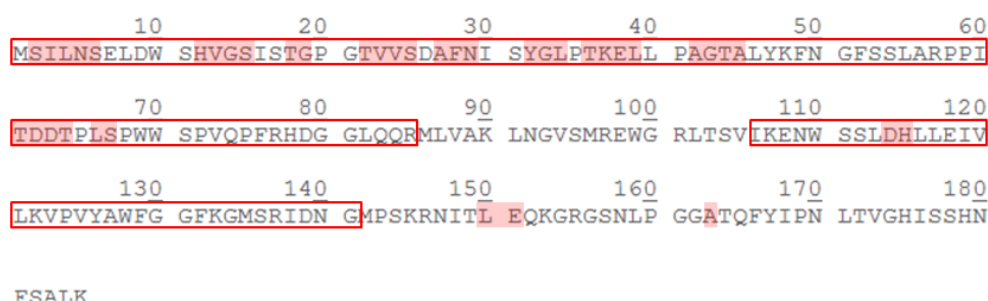 10 20 30 40 50 60
MSILNSELDW SHVGSISTGP GTVVSDAFNI SYGLPTKELL PAGTALYKFN GFSSLARPPI
70 80 90 100 110 120
TDDTPLSPWW SPVQPFRHDG GLQQRMLVAK LNGVSMREWG RLTSVIKENW SSLDHLLEIV
130 140 150 160 170 180
LKVPVYAWFG GFKGMSRIDN GMPSKRNITL EQKGRGSNLP GGATQFYIPN LTVGHISSHN
FSALK